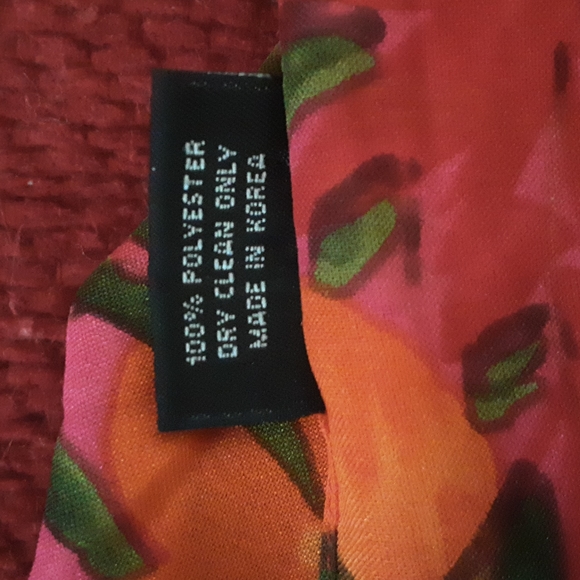 100% POLYESTER
DRY CLEAN ONLY
MADE IN KOREA